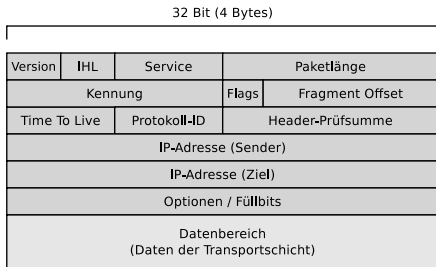 32 Bit (4 Bytes)
Version IHL Service Paketlänge
Kennung Flags Fragment Offset
Time To Live Protokoll-ID Header-Prüfsumme
IP-Adresse (Sender)
IP-Adresse (Ziel)
Optionen / Füllbits
Datenbereich
(Daten der Transportschicht)